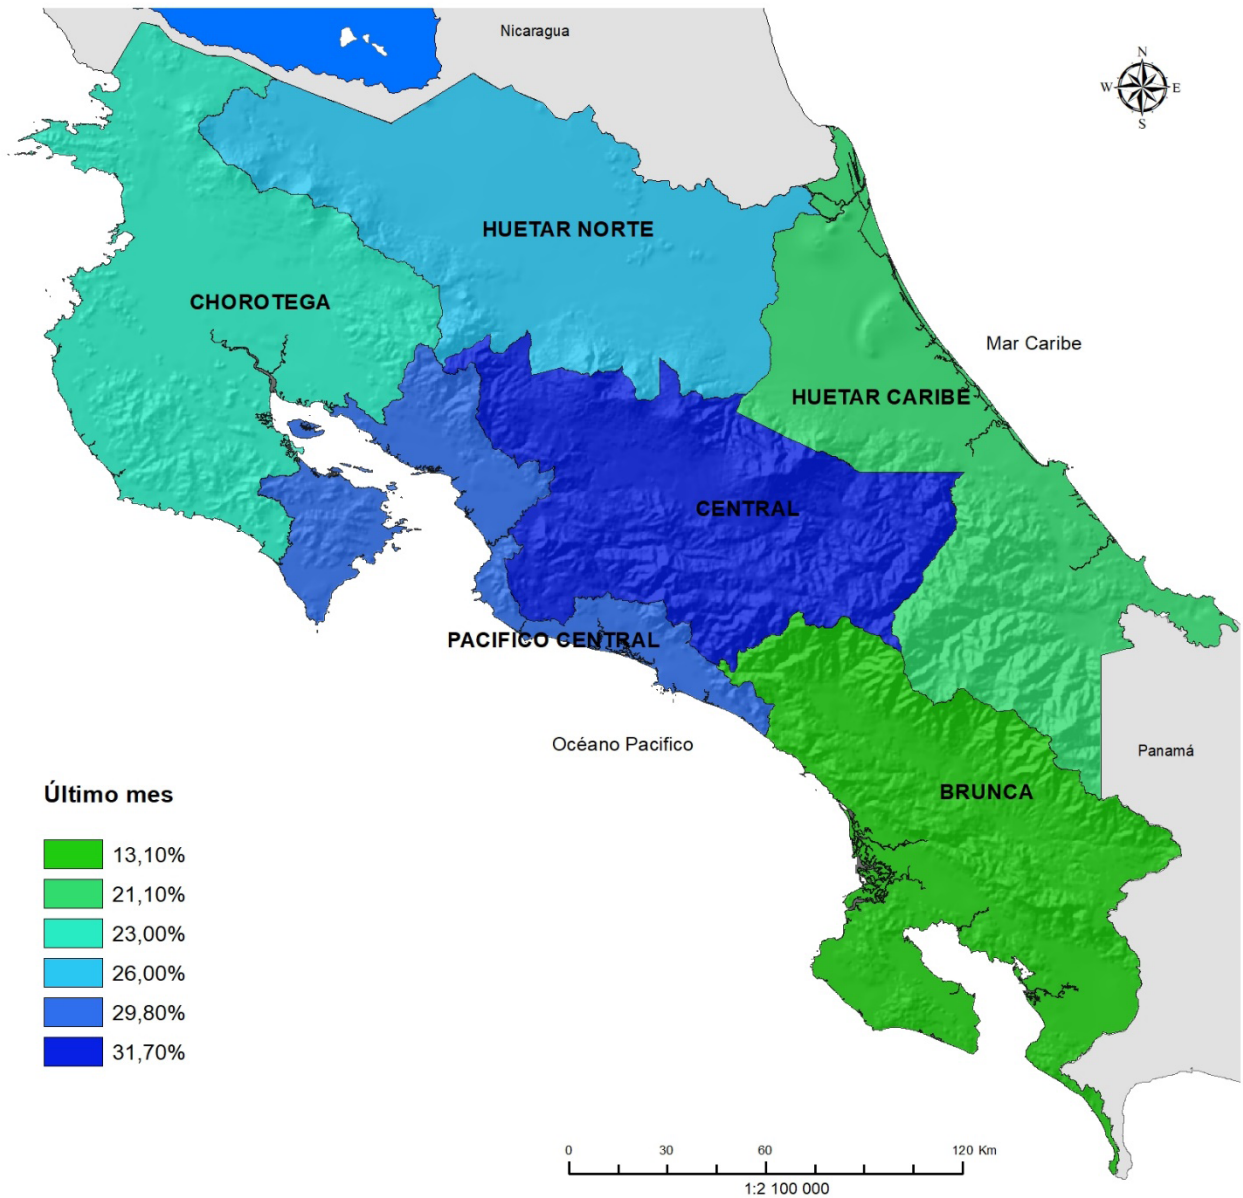 Nicaragua
N
W E
S
HUETAR NORTE
CHOROTEGA
Mar Caribe
HUETAR CARIBE
CENTRAL
PACIFICO CENTRAL
Océano Pacifico
Panamá
BRUNCA
Último mes
13,10%
21,10%
23,00%
26,00%
29,80%
31,70%
0 30 60 120 Km
1:2 100 000